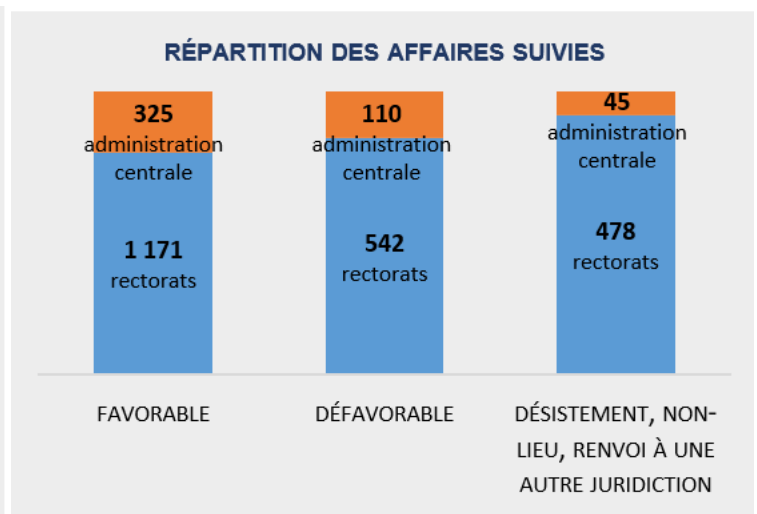 RÉPARTITION DES AFFAIRES SUIVIES
325
administration
centrale
1 171
rectorats
110
administration
centrale
542
rectorats
45
administration
centrale
478
rectorats
FAVORABLE
DÉFAVORABLE
DÉSISTEMENT, NON-
LIEU, RENVOI À UNE
AUTRE JURIDICTION